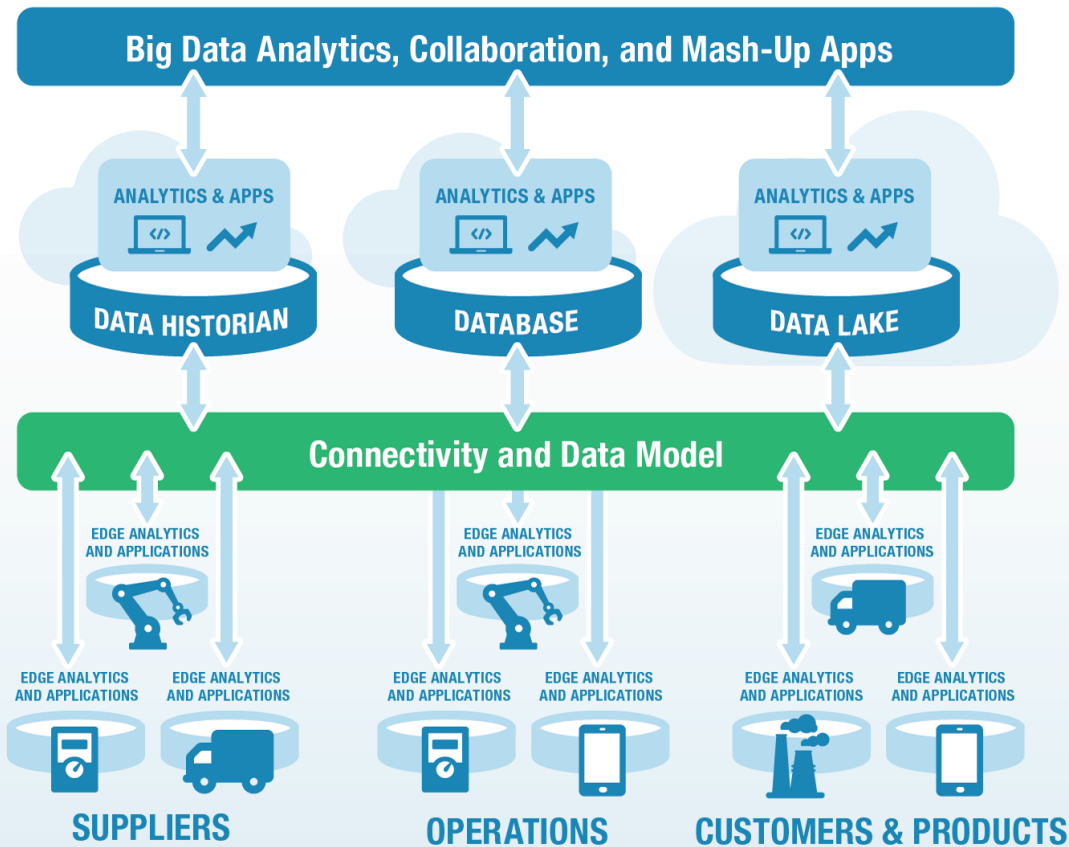 Big Data Analytics, Collaboration, and Mash-Up Apps
ANALYTICS & APPS
</>
DATA HISTORIAN
ANALYTICS & APPS
</>
DATABASE
ANALYTICS & APPS
</>
DATA LAKE
Connectivity and Data Model
EDGE ANALYTICS
AND APPLICATIONS
EDGE ANALYTICS
AND APPLICATIONS
EDGE ANALYTICS
AND APPLICATIONS
SUPPLIERS
EDGE ANALYTICS
AND APPLICATIONS
EDGE ANALYTICS
AND APPLICATIONS
EDGE ANALYTICS
AND APPLICATIONS
OPERATIONS
EDGE ANALYTICS
AND APPLICATIONS
EDGE ANALYTICS
AND APPLICATIONS
EDGE ANALYTICS
AND APPLICATIONS
CUSTOMERS & PRODUCTS